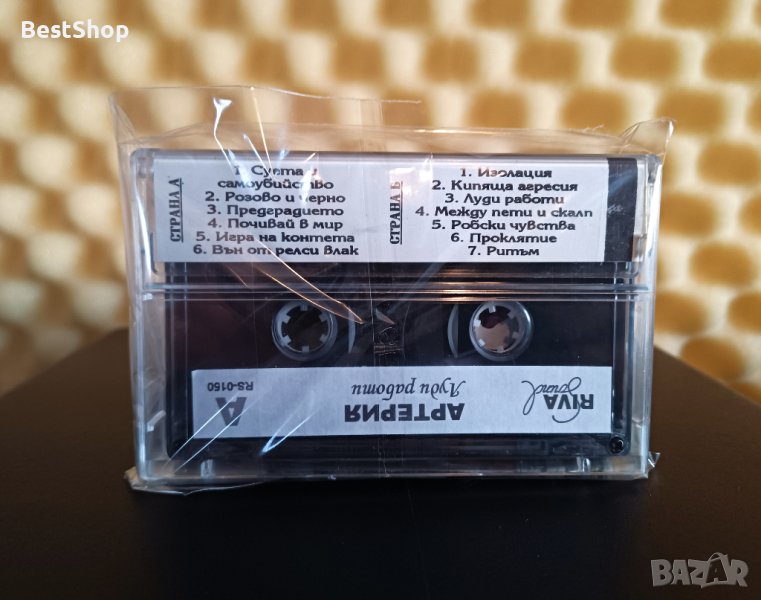 BestShop
СТРАНА А
1. Суета и
самоубийство
2. Розово и черно
3. Предградието
4. Почивай в мир
5. Игра на контета
6. Вън от релси влак
СТРАНА Б
1. Изолация
2. Кипяща агресия
3. Луди работи
4. Между пети и скалп
5. Робски чувства
6. Проклятие
7. Ритъм
RIVA
Sound
АРТЕРИЯ
Луди работи
A
RS-0150
BAZAR